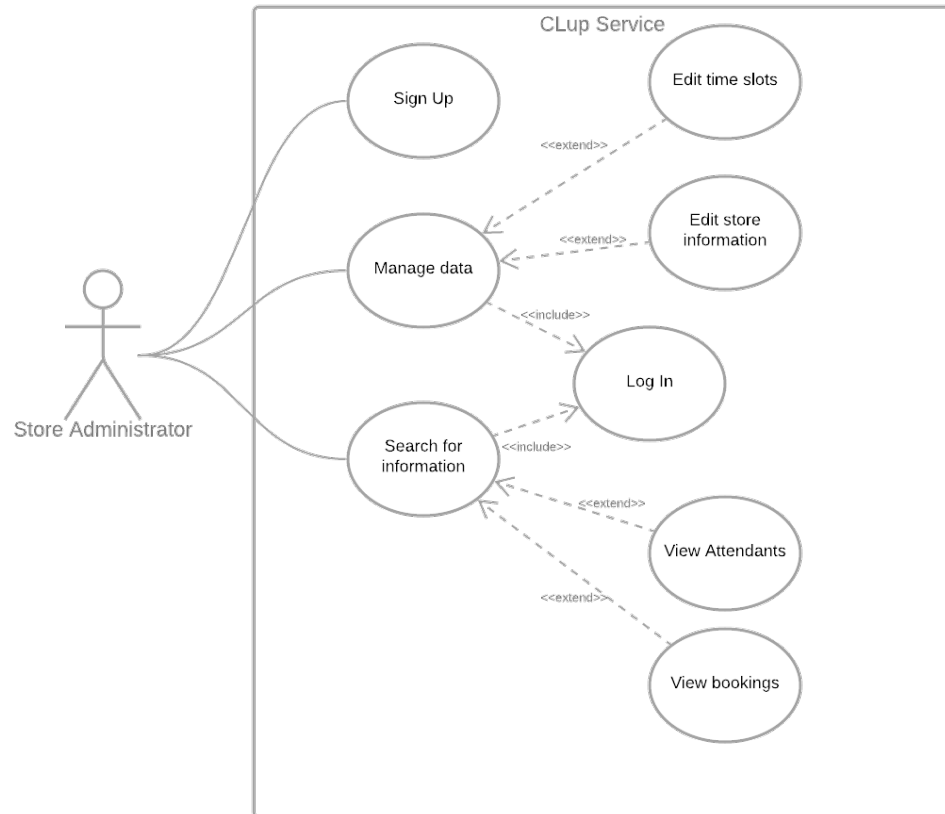 CLup Service
Sign Up
Edit time slots
<<extend>>
Edit store
information
<<extend>>
Manage data
<<include>>
Log In
Store Administrator
Search for
information
<<include>>
<<extend>>
View Attendants
<<extend>>
View bookings